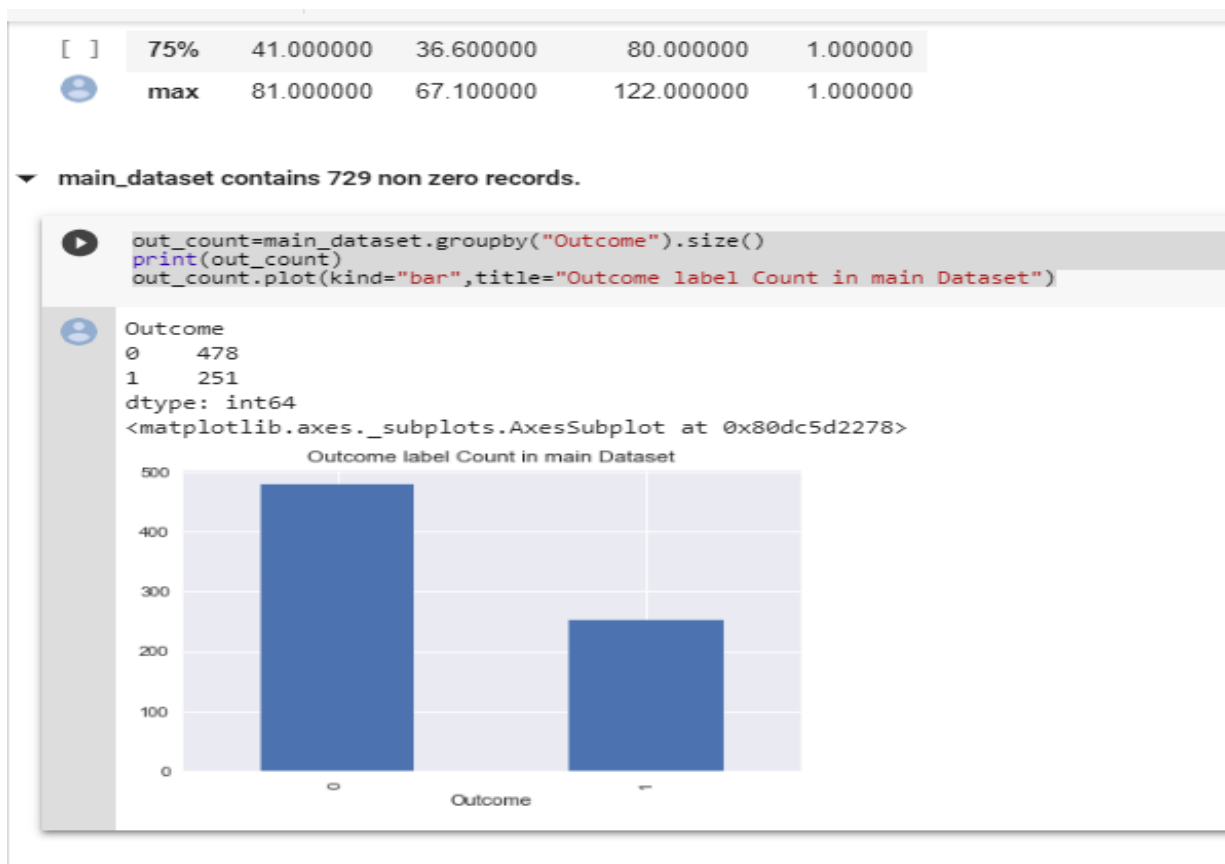 [ ] 75% 41.000000 36.600000 80.000000 1.000000
max 81.000000 67.100000 122.000000 1.000000
main_dataset contains 729 non zero records.
out_count=main_dataset.groupby("Outcome").size()
print(out_count)
out_count.plot(kind="bar",title="Outcome label Count in main Dataset")
Outcome
0 478
1 251
dtype: int64
<matplotlib.axes._subplots.AxesSubplot at 0x80dc5d2278>
Outcome label Count in main Dataset
500
400
300
200
100
0
0 1
Outcome